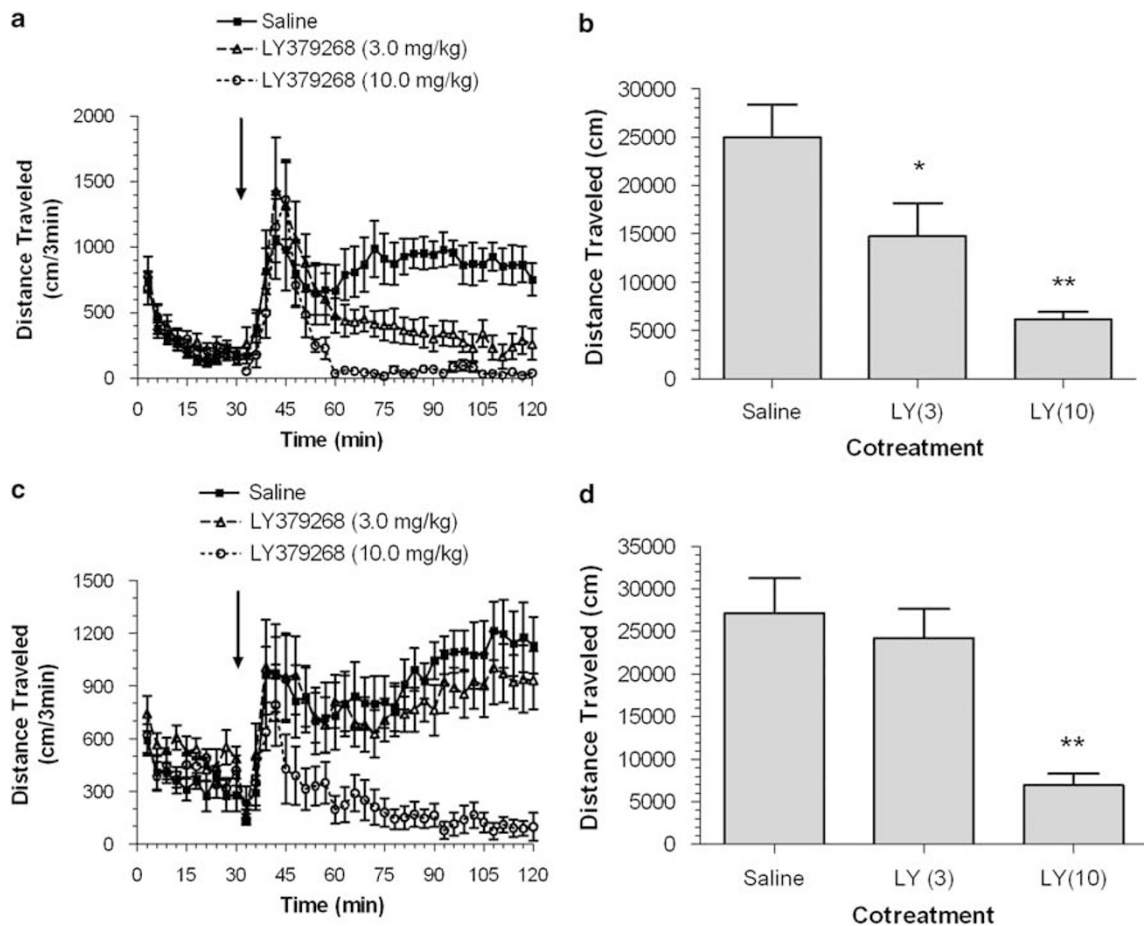 a
Saline
LY379268 (3.0 mg/kg)
LY379268 (10.0 mg/kg)
Distance Traveled
(cm/3min)
2000
1500
1000
500
0
0 15 30 45 60 75 90 105 120
Time (min)
b
Distance Traveled (cm)
30000
25000
20000
15000
10000
5000
0
*
**
Saline LY(3) LY(10)
Cotreatment
c
Saline
LY379268 (3.0 mg/kg)
LY379268 (10.0 mg/kg)
Distance Traveled
(cm/3min)
1500
1200
900
600
300
0
0 15 30 45 60 75 90 105 120
Time (min)
d
Distance Traveled (cm)
35000
30000
25000
20000
15000
10000
5000
0
**
Saline LY (3) LY(10)
Cotreatment